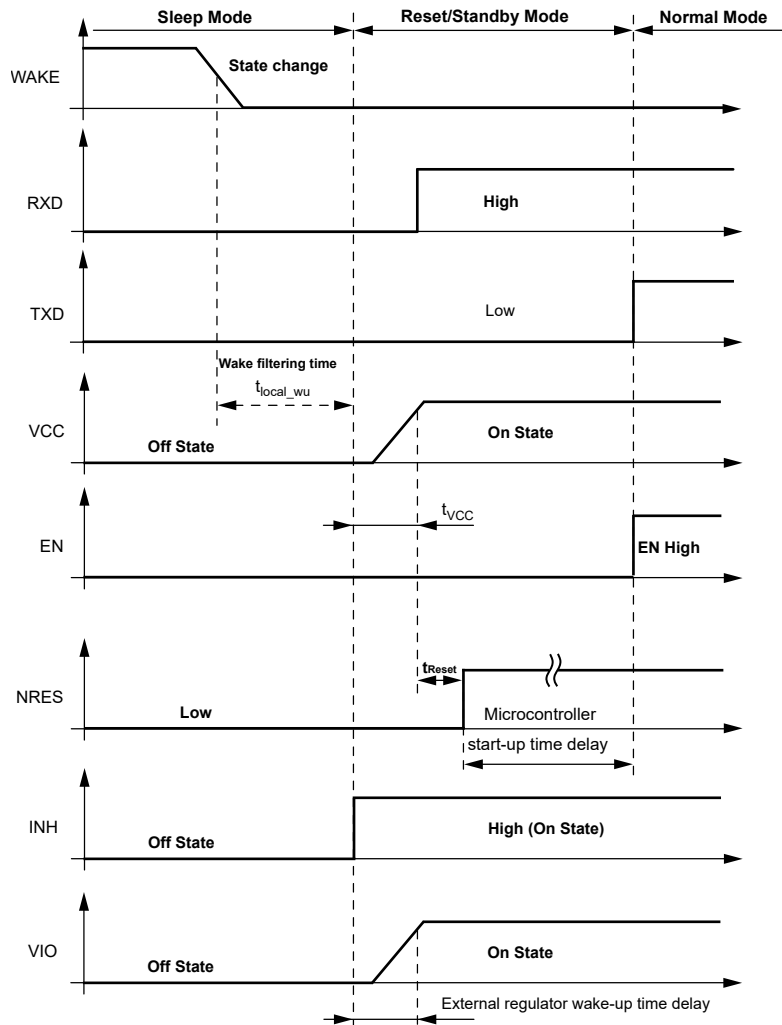 Sleep Mode
Reset/Standby Mode
Normal Mode
WAKE
State change
RXD
High
TXD
Low
Wake filtering time
tlocal_wu
VCC
Off State
On State
tVCC
EN
EN High
tReset
NRES
Low
Microcontroller
start-up time delay
INH
Off State
High (On State)
VIO
Off State
On State
External regulator wake-up time delay